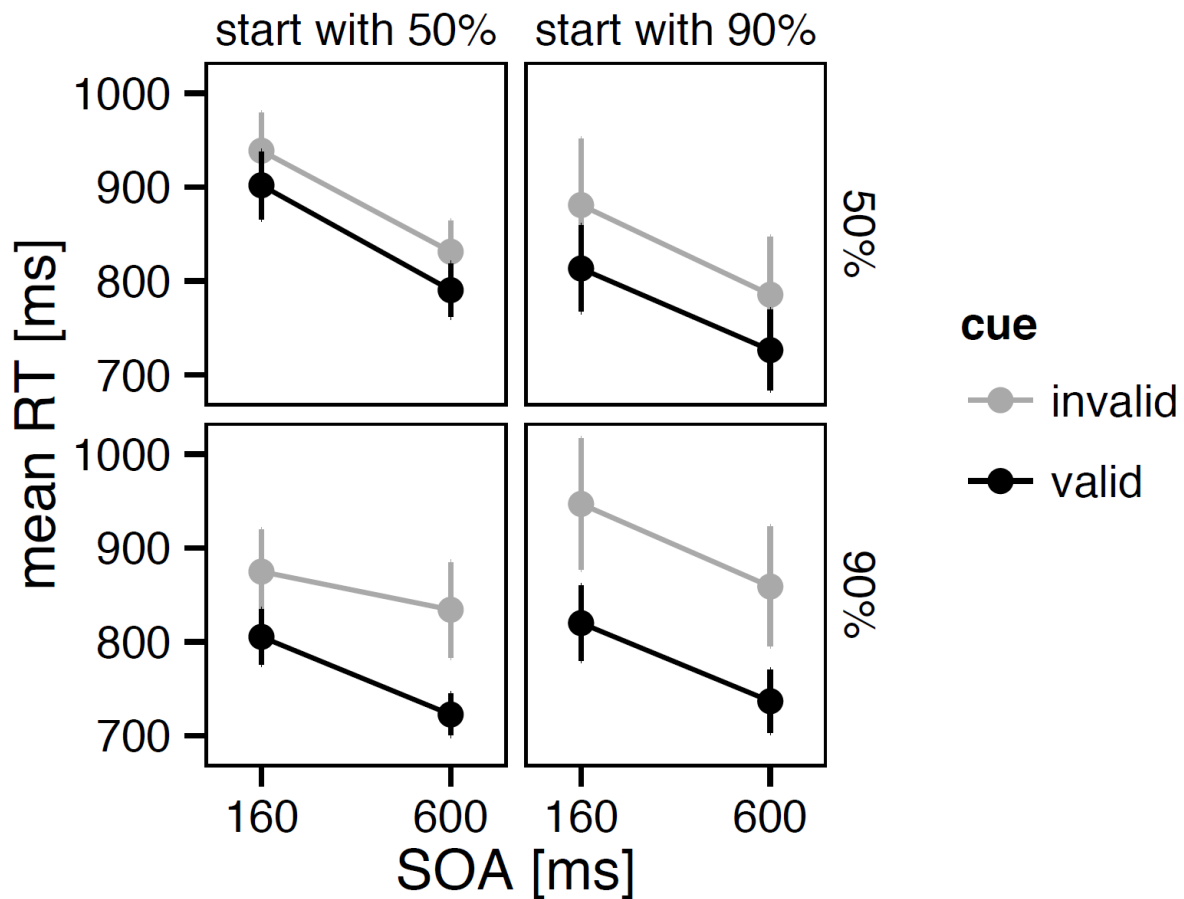 start with 50% start with 90%
1000
900
800
700
50%
1000
900
800
700
90%
160 600 160 600
SOA [ms]
mean RT [ms]
cue
invalid
valid